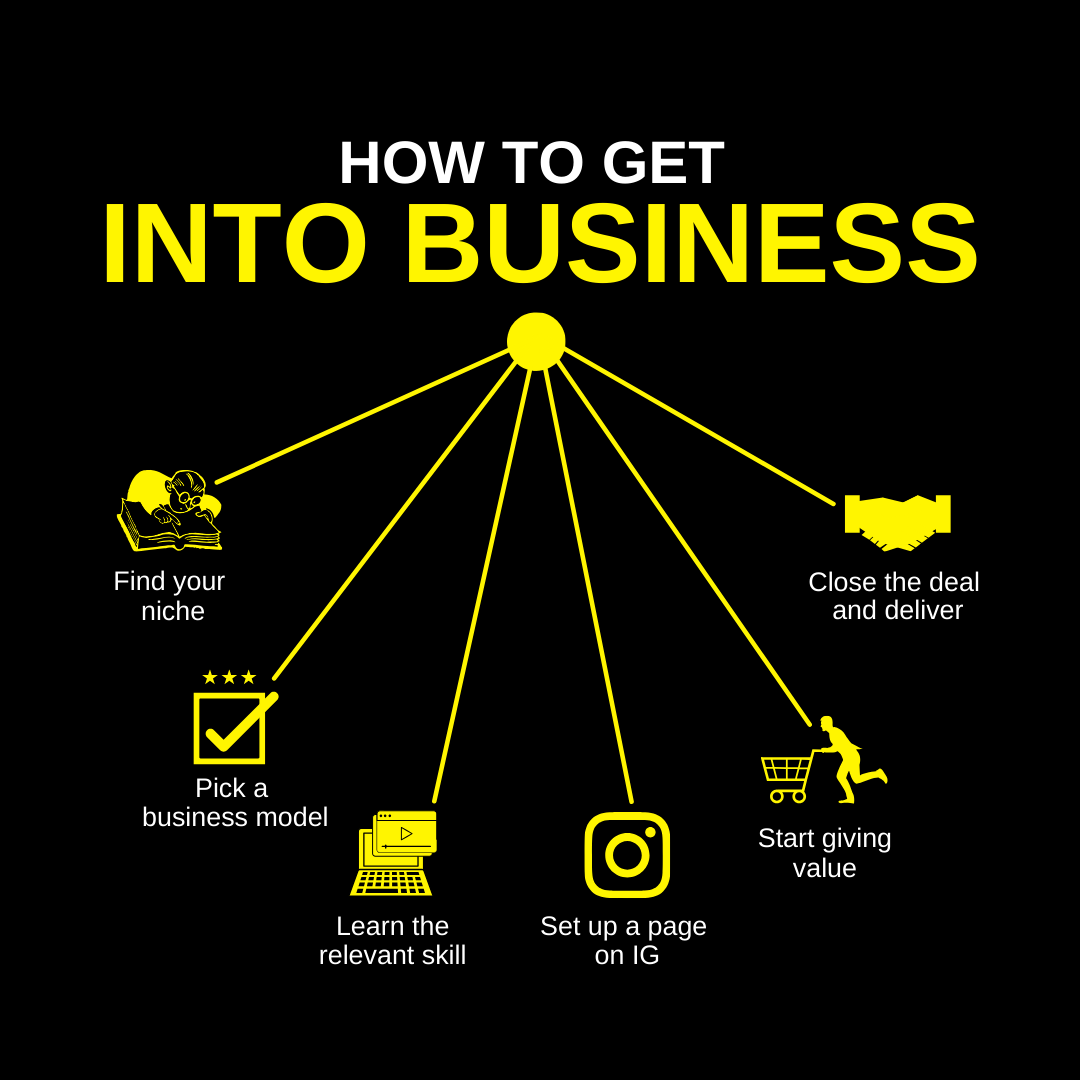 HOW TO GET
INTO BUSINESS
Find your
niche
Pick a
business model
Learn the
relevant skill
Set up a page
on IG
Start giving
value
Close the deal
and deliver